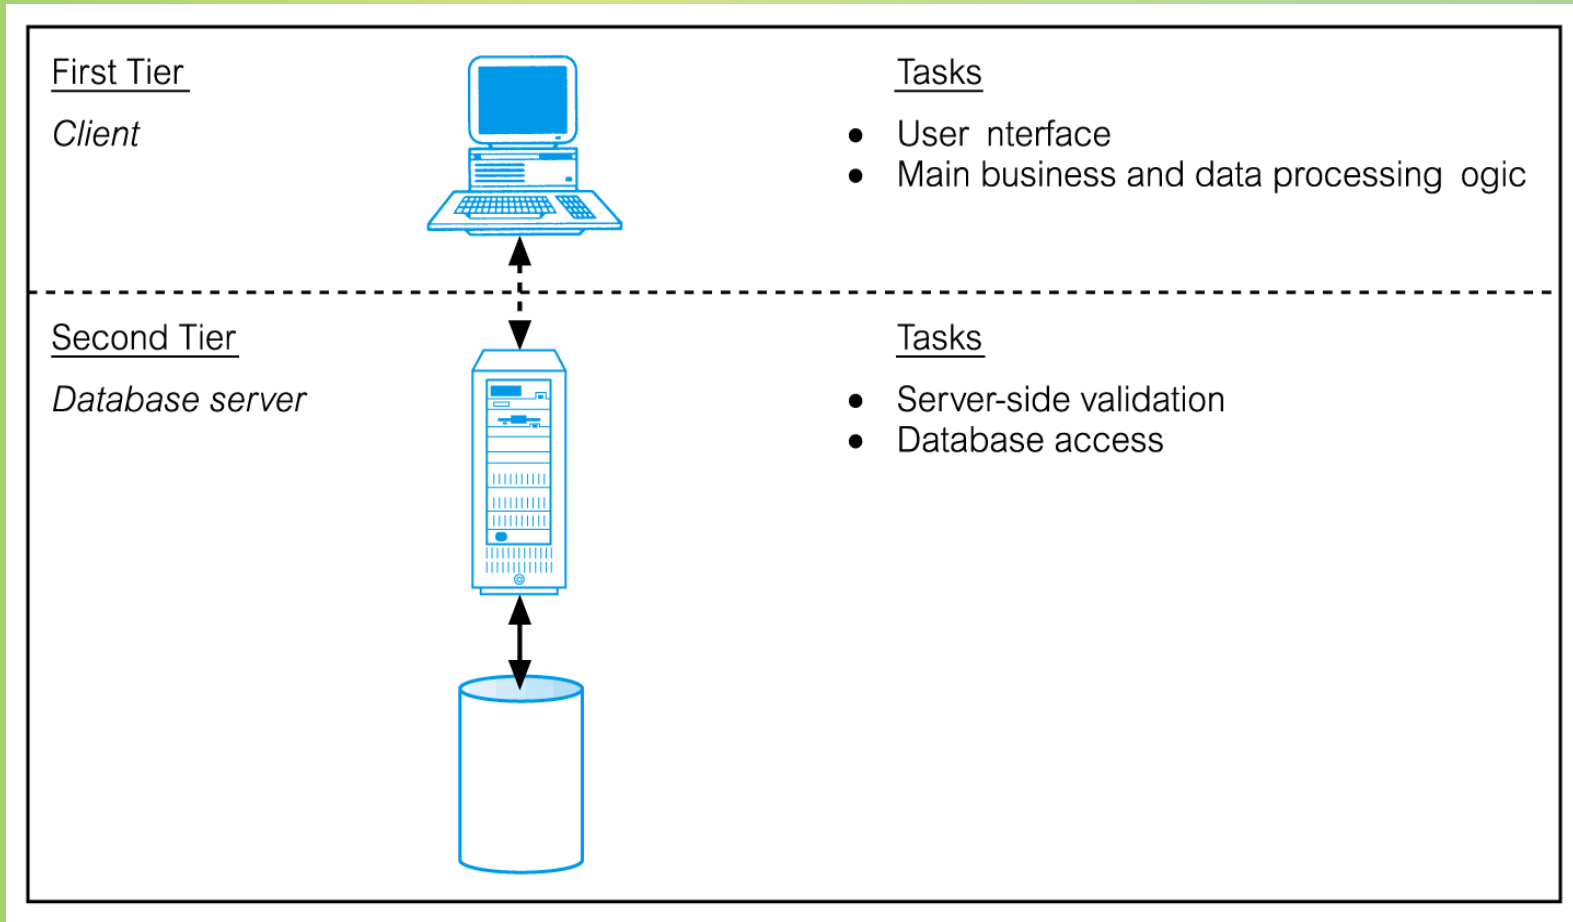 First Tier
Client
Tasks
● User nterface
● Main business and data processing ogic
Second Tier
Database server
Tasks
● Server-side validation
● Database access